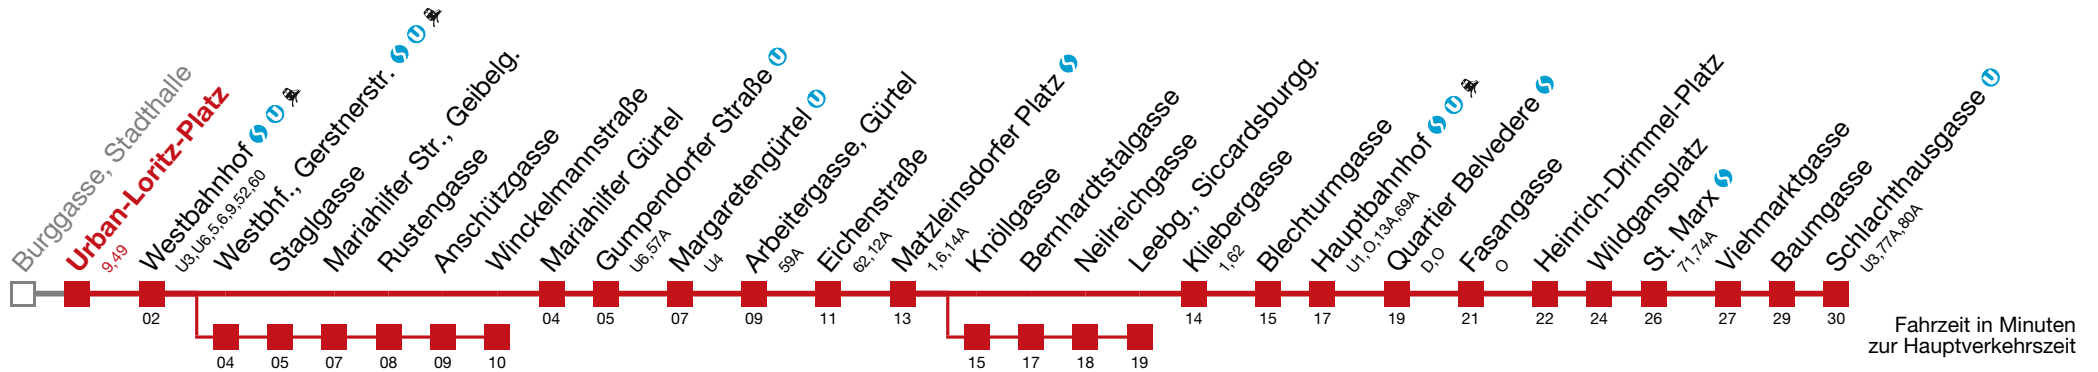 Burggasse, Stadthalle
Urban-Loritz-Platz
9,49
Westbahnhof
U3,U6,5,6,9,52,60
Westbhf., Gerstnerstr.
Staglgasse
Mariahilfer Str., Geibelg.
Rustengasse
Anschützgasse
Winckelmannstraße
Mariahilfer Gürtel
Gumpendorfer Straße
U6,57A
Margaretengürtel
U4
Arbeitergasse, Gürtel
59A
Eichenstraße
62,12A
Matzleinsdorfer Platz
1,6,14A
Knöllgasse
Bernhardtstalgasse
Neilreichgasse
Leebg., Siccardsburgg.
Kliebergasse
1,62
Blechturmgasse
Hauptbahnhof
U1,O,13A,69A
Quartier Belvedere
D,O
Fasangasse
O
Heinrich-Drimmel-Platz
Wildgansplatz
St. Marx
71,74A
Viehmarktgasse
Baumgasse
Schlachthausgasse
U3,77A,80A
02 04 05 07 09 11 13 14 15 17 19 21 22 24 26 27 29 30
04 05 07 08 09 10 15 17 18 19
Fahrzeit in Minuten
zur Hauptverkehrszeit